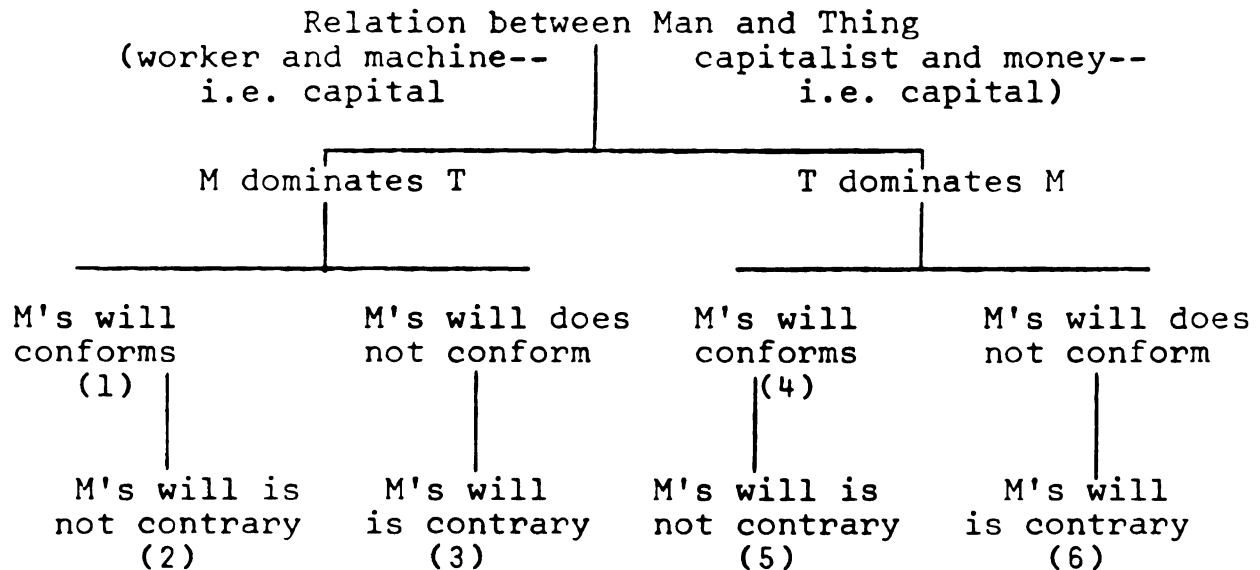 Relation between Man and Thing
(worker and machine-- capitalist and money--
i.e. capital i.e. capital)
M dominates T T dominates M
M's will M's will does M's will M's will does
conforms not conform conforms not conform
(1) (4)
M's will is M's will M's will is M's will
not contrary is contrary not contrary is contrary
(2) (3) (5) (6)